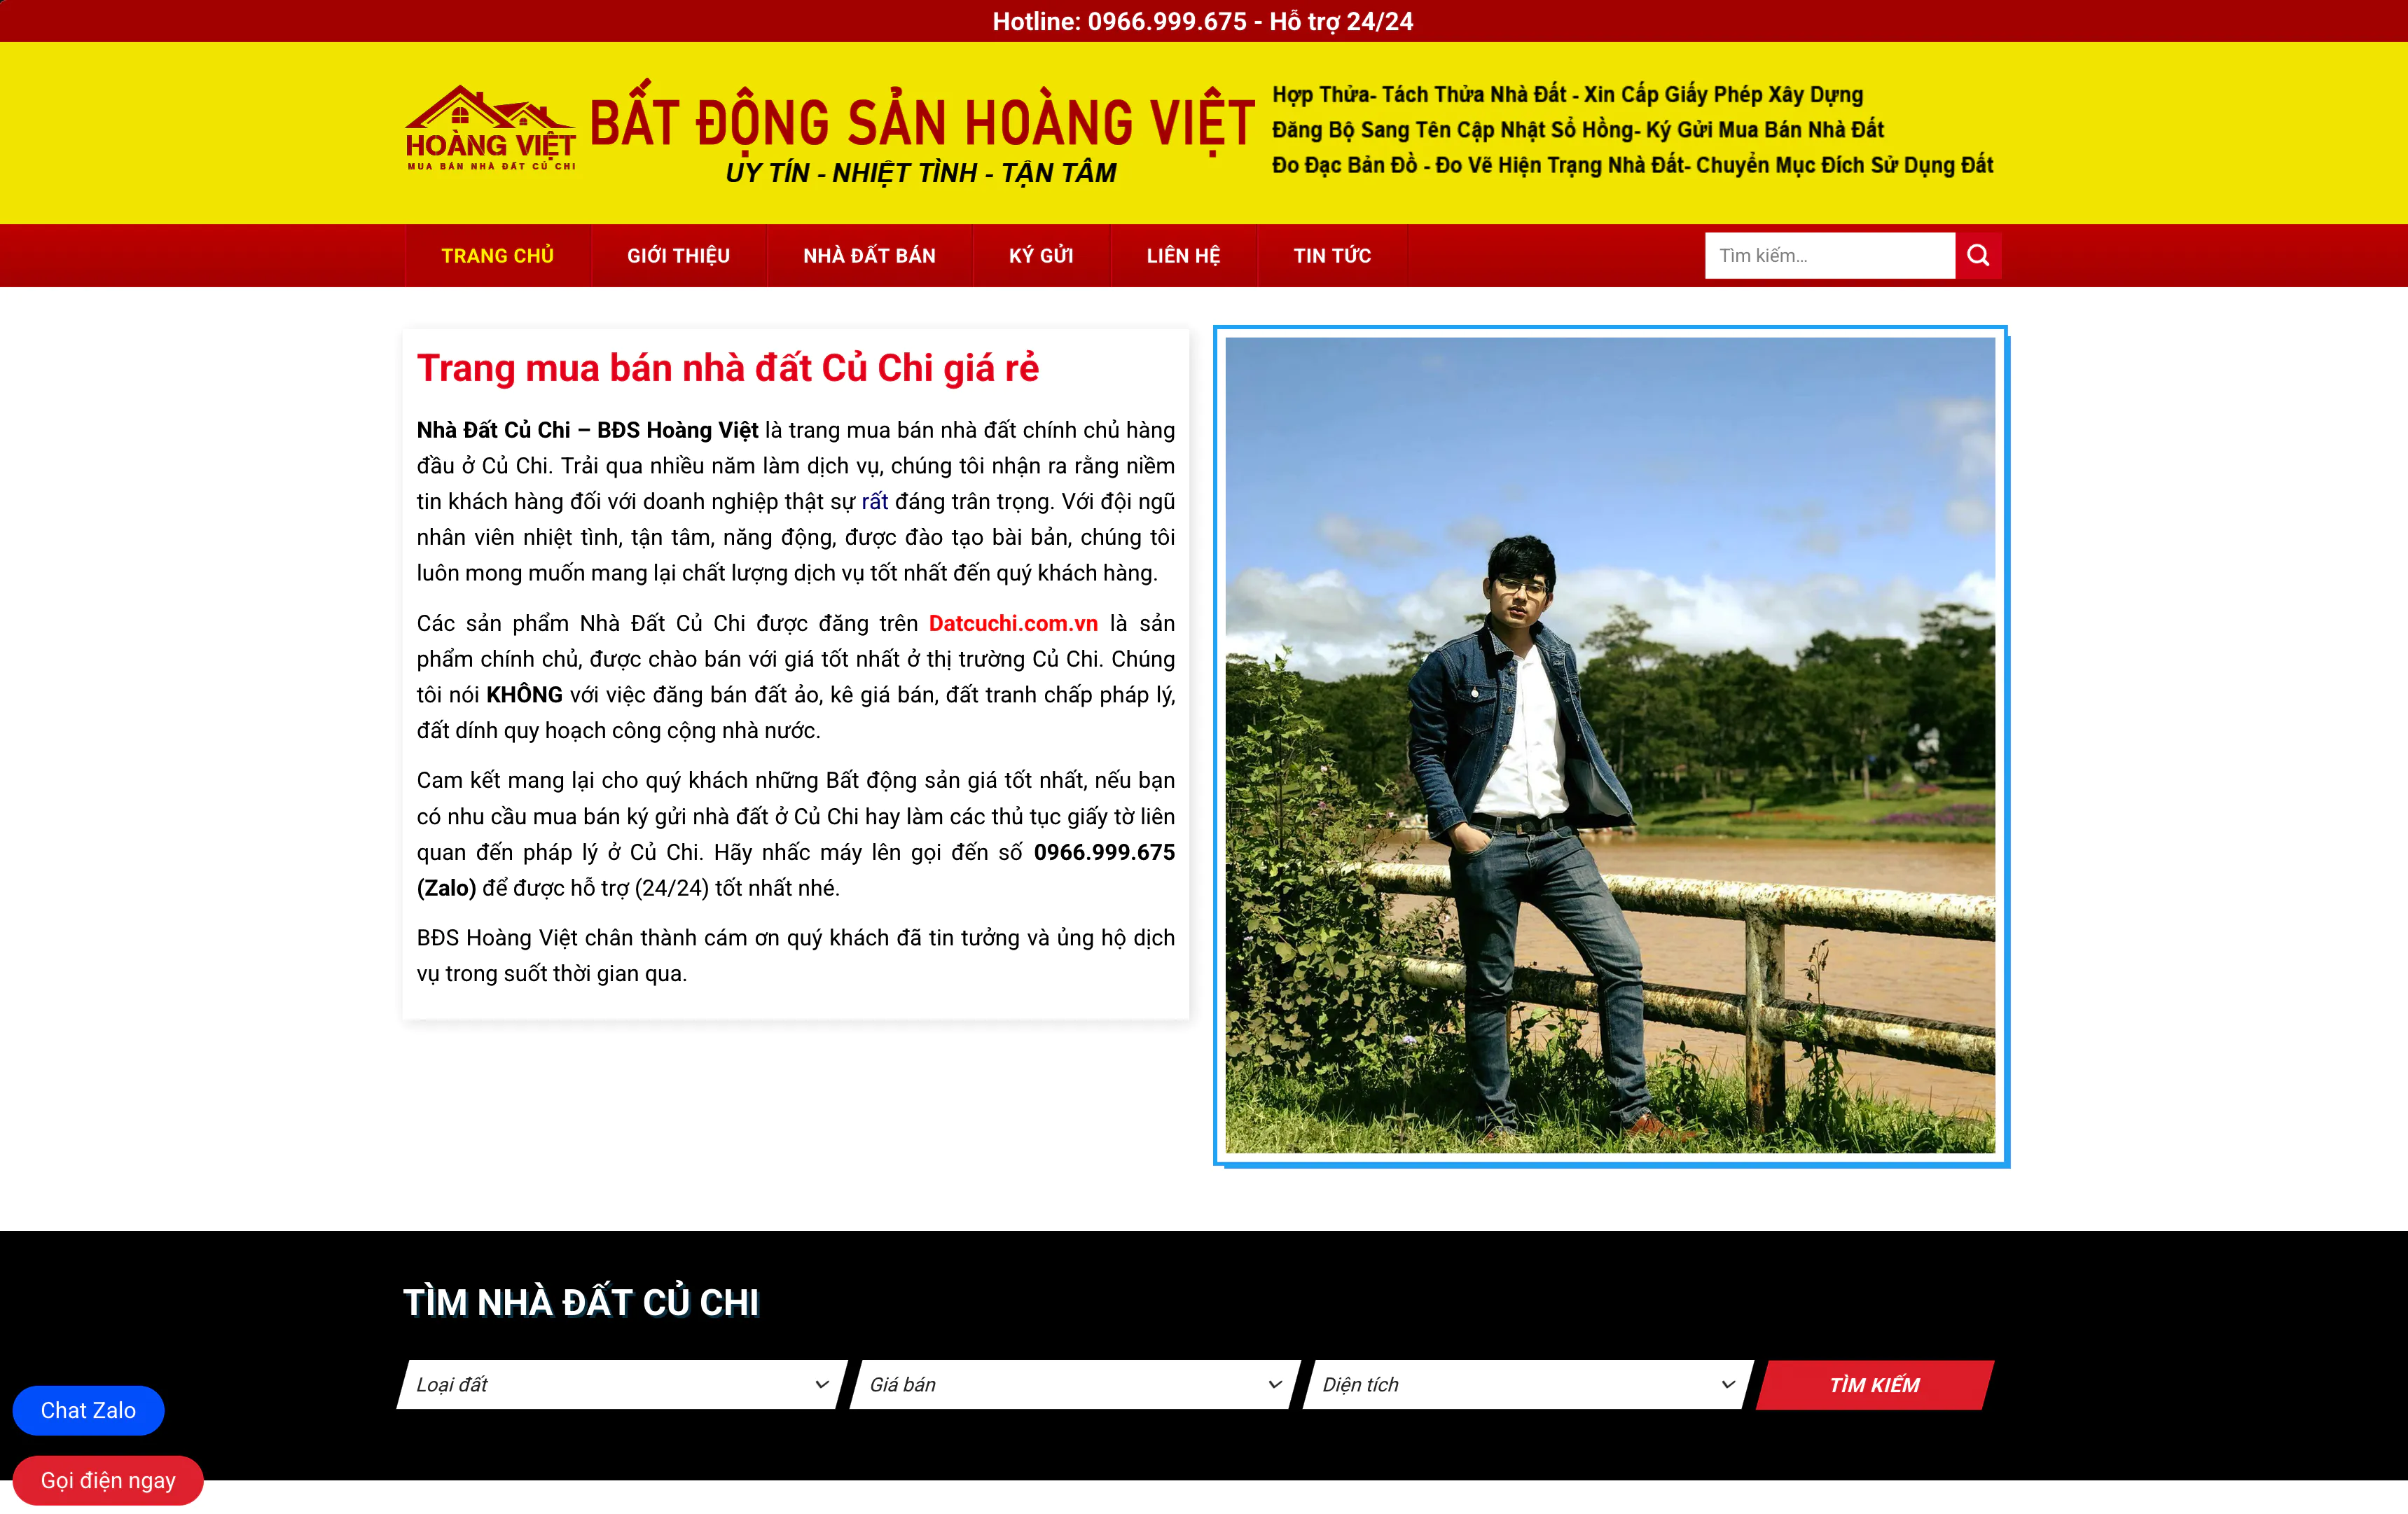 Hotline: 0966.999.675 - Hỗ trợ 24/24
HOÀNG VIỆT
MUA BÁN NHÀ ĐẤT CỦ CHI
BẤT ĐỘNG SẢN HOÀNG VIỆT
UY TÍN - NHIỆT TÌNH - TẬN TÂM
Hợp Thửa- Tách Thửa Nhà Đất - Xin Cấp Giấy Phép Xây Dựng
Đăng Bộ Sang Tên Cập Nhật Sổ Hồng- Ký Gửi Mua Bán Nhà Đất
Đo Đạc Bản Đồ - Đo Vẽ Hiện Trạng Nhà Đất- Chuyển Mục Đích Sử Dụng Đất
TRANG CHỦ GIỚI THIỆU NHÀ ĐẤT BÁN KÝ GỬI LIÊN HỆ TIN TỨC Tìm kiếm...
Trang mua bán nhà đất Củ Chi giá rẻ
Nhà Đất Củ Chi – BĐS Hoàng Việt là trang mua bán nhà đất chính chủ hàng
đầu ở Củ Chi. Trải qua nhiều năm làm dịch vụ, chúng tôi nhận ra rằng niềm
tin khách hàng đối với doanh nghiệp thật sự rất đáng trân trọng. Với đội ngũ
nhân viên nhiệt tình, tận tâm, năng động, được đào tạo bài bản, chúng tôi
luôn mong muốn mang lại chất lượng dịch vụ tốt nhất đến quý khách hàng.
Các sản phẩm Nhà Đất Củ Chi được đăng trên Datcuchi.com.vn là sản
phẩm chính chủ, được chào bán với giá tốt nhất ở thị trường Củ Chi. Chúng
tôi nói KHÔNG với việc đăng bán đất ảo, kê giá bán, đất tranh chấp pháp lý,
đất dính quy hoạch công cộng nhà nước.
Cam kết mang lại cho quý khách những Bất động sản giá tốt nhất, nếu bạn
có nhu cầu mua bán ký gửi nhà đất ở Củ Chi hay làm các thủ tục giấy tờ liên
quan đến pháp lý ở Củ Chi. Hãy nhấc máy lên gọi đến số 0966.999.675
(Zalo) để được hỗ trợ (24/24) tốt nhất nhé.
BĐS Hoàng Việt chân thành cám ơn quý khách đã tin tưởng và ủng hộ dịch
vụ trong suốt thời gian qua.
TÌM NHÀ ĐẤT CỦ CHI
Loại đất Giá bán Diện tích TÌM KIẾM
Chat Zalo
Gọi điện ngay